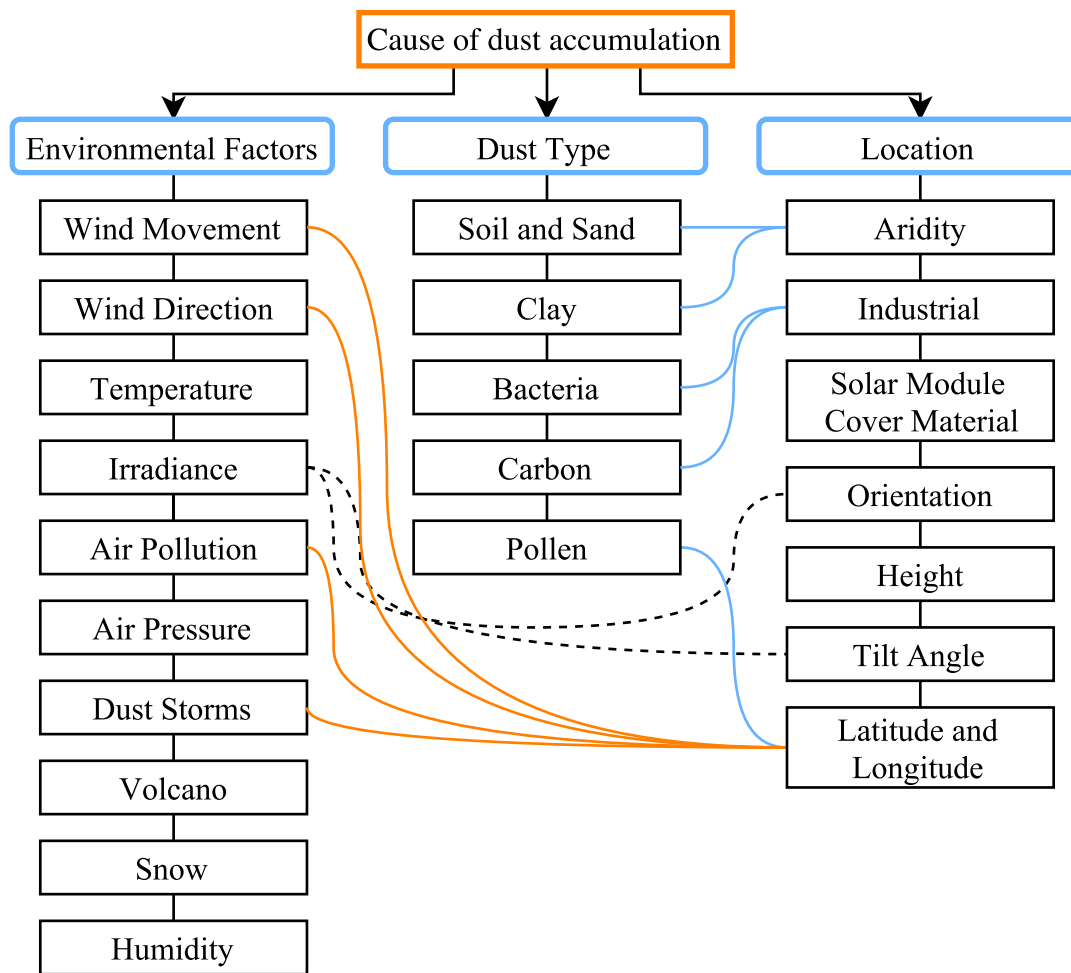 Cause of dust accumulation
Environmental Factors
Wind Movement
Wind Direction
Temperature
Irradiance
Air Pollution
Air Pressure
Dust Storms
Volcano
Snow
Humidity
Dust Type
Soil and Sand
Clay
Bacteria
Carbon
Pollen
Location
Aridity
Industrial
Solar Module
Cover Material
Orientation
Height
Tilt Angle
Latitude and
Longitude